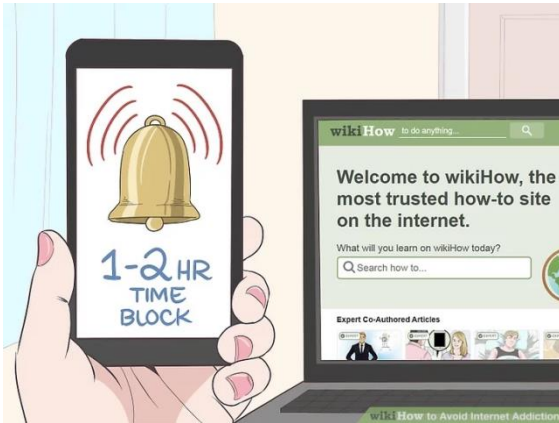 1-2 HR
TIME
BLOCK
wikiHow to do anything...
Welcome to wikiHow, the
most trusted how-to site
on the internet.
What will you learn on wikiHow today?
Search how to...
Expert Co-Authored Articles
wikiHow to Avoid Internet Addiction